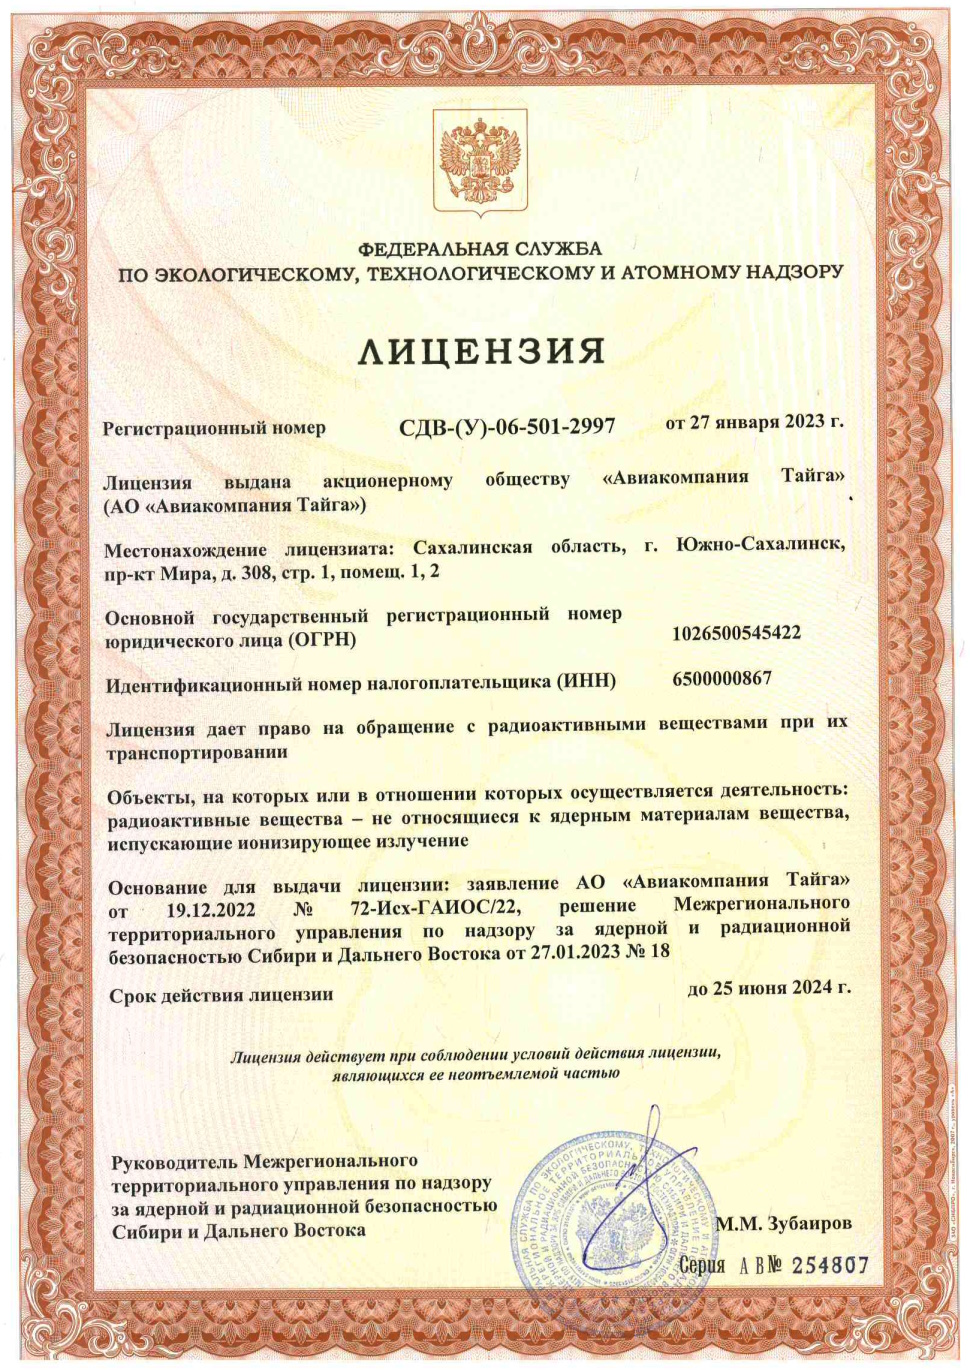 ФЕДЕРАЛЬНАЯ СЛУЖБА
ПО ЭКОЛОГИЧЕСКОМУ, ТЕХНОЛОГИЧЕСКОМУ И АТОМНОМУ НАДЗОРУ
ЛИЦЕНЗИЯ
Регистрационный номер СДВ-(У)-06-501-2997 от 27 января 2023 г.
Лицензия выдана акционерному обществу «Авиакомпания Тайга»
(АО «Авиакомпания Тайга»)
Местонахождение лицензиата: Сахалинская область, г. Южно-Сахалинск,
пр-кт Мира, д. 308, стр. 1, помещ. 1, 2
Основной государственный регистрационный номер
юридического лица (ОГРН) 1026500545422
Идентификационный номер налогоплательщика (ИНН) 6500000867
Лицензия дает право на обращение с радиоактивными веществами при их
транспортировании
Объекты, на которых или в отношении которых осуществляется деятельность:
радиоактивные вещества – не относящиеся к ядерным материалам вещества,
испускающие ионизирующее излучение
Основание для выдачи лицензии: заявление АО «Авиакомпания Тайга»
от 19.12.2022 № 72-Исх-ГАИОС/22, решение Межрегионального
территориального управления по надзору за ядерной и радиационной
безопасностью Сибири и Дальнего Востока от 27.01.2023 № 18
Срок действия лицензии до 25 июня 2024 г.
Лицензия действует при соблюдении условий действия лицензии,
являющихся ее неотъемлемой частью
Руководитель Межрегионального
территориального управления по надзору
за ядерной и радиационной безопасностью
Сибири и Дальнего Востока М.М. Зубаиров
Серия А В № 254807